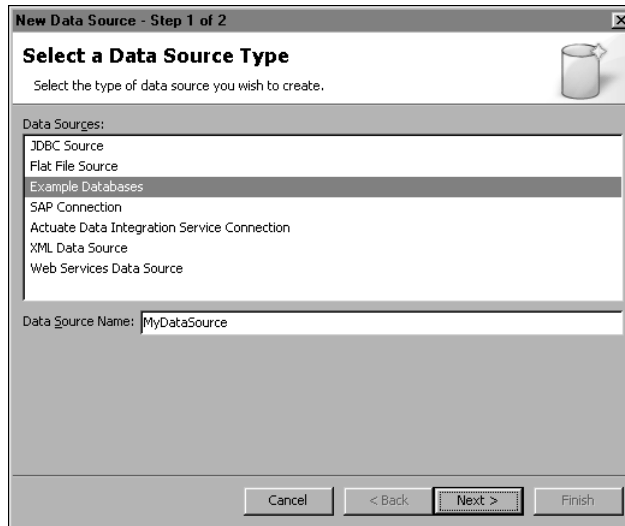 New Data Source - Step 1 of 2
Select a Data Source Type
Select the type of data source you wish to create.
Data Sources:
JDBC Source
Flat File Source
Example Databases
SAP Connection
Actuate Data Integration Service Connection
XML Data Source
Web Services Data Source
Data Source Name: MyDataSource
Cancel < Back Next > Finish